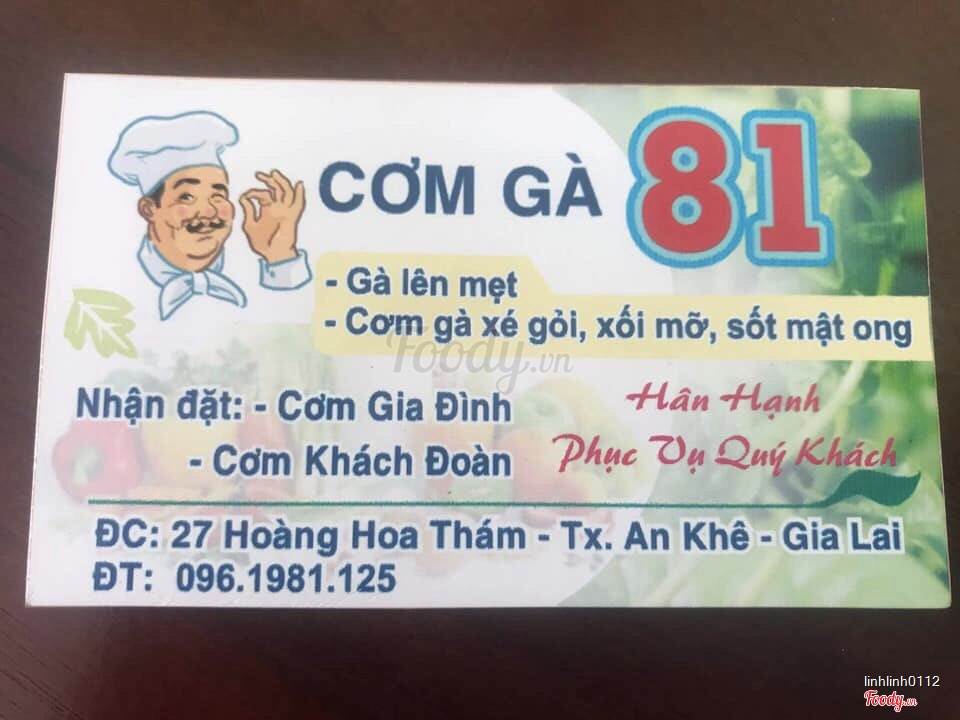 CƠM GÀ 81
- Gà lên mẹt
- Cơm gà xé gỏi, xối mỡ, sốt mật ong
Foody.vn
Nhận đặt: - Cơm Gia Đình
- Cơm Khách Đoàn
Hân Hạnh
Phục Vụ Quý Khách
ĐC: 27 Hoàng Hoa Thám - Tx. An Khê - Gia Lai
ĐT: 096.1981.125
linhlinh0112
Foody.vn